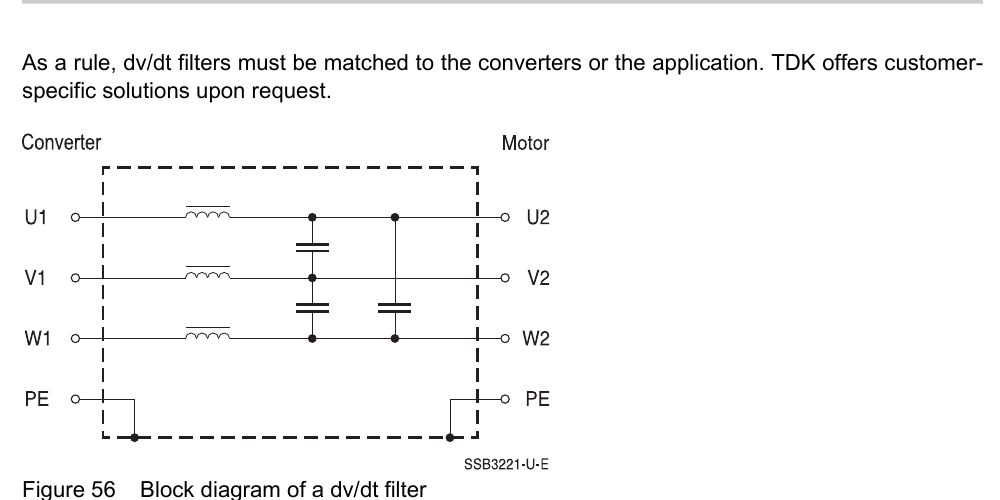 As a rule, dv/dt filters must be matched to the converters or the application. TDK offers customer-
specific solutions upon request.
Converter Motor
U1 U2
V1 V2
W1 W2
PE PE
SSB3221-U-E
Figure 56 Block diagram of a dv/dt filter